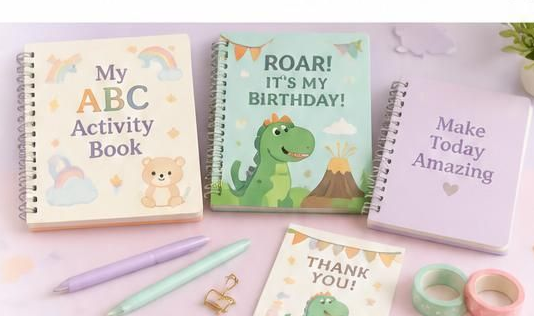 My
ABC
Activity
Book
ROAR!
IT'S MY
BIRTHDAY!
Make
Today
Amazing
THANK
YOU!